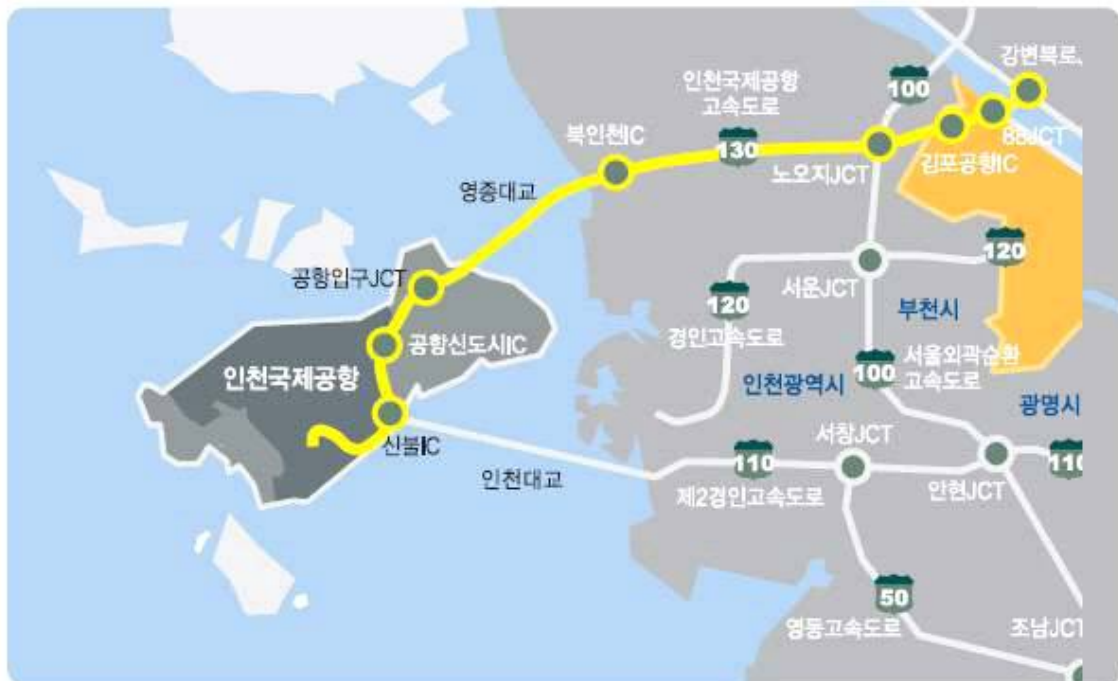 강변북로J
인천국제공항
고속도로
100
북인천IC
130
88JCT
노오지JCT
김포공항IC
영종대교
120
공항입구JCT
서운JCT
120
부천시
공항신도시IC
경인고속도로
서울외곽순환
고속도로
100
인천국제공항
인천광역시
광명시
서창JCT
신불IC
인천대교
110
110
제2경인고속도로
안현JCT
50
영동고속도로
조남JCT